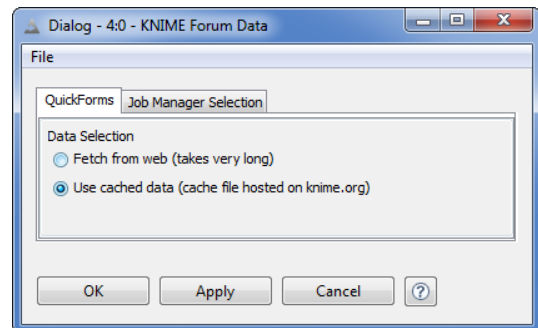 Dialog - 4:0 - KNIME Forum Data
File
QuickForms Job Manager Selection
Data Selection
Fetch from web (takes very long)
Use cached data (cache file hosted on knime.org)
OK Apply Cancel ?